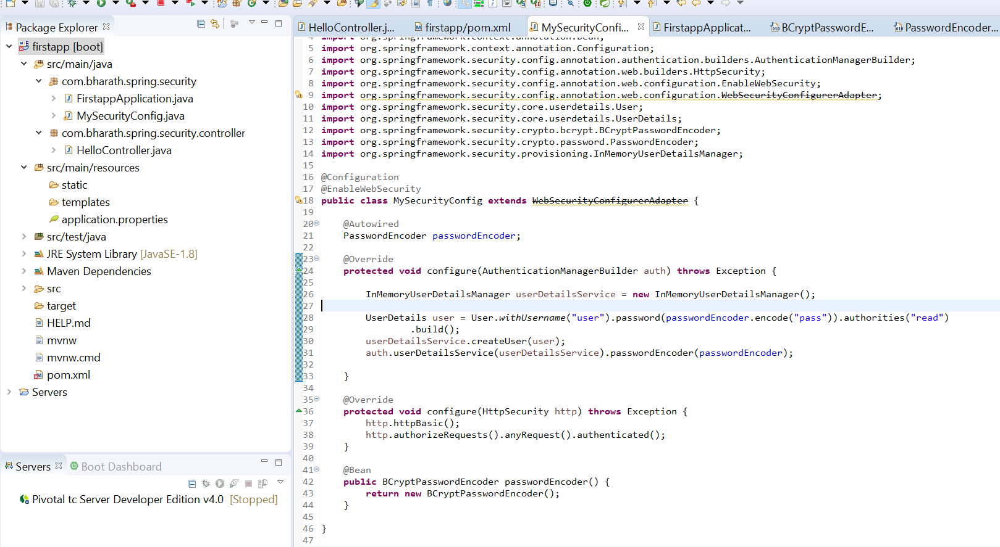 Package Explorer
firstapp [boot]
src/main/java
com.bharath.spring.security
FirstappApplication.java
MySecurityConfig.java
com.bharath.spring.security.controller
HelloController.java
src/main/resources
static
templates
application.properties
src/test/java
JRE System Library [JavaSE-1.8]
Maven Dependencies
src
target
HELP.md
mvnw
mvnw.cmd
pom.xml
Servers
Servers Boot Dashboard
Pivotal tc Server Developer Edition v4.0 [Stopped]
HelloController.j... firstapp/pom.xml MySecurityConfi... FirstappApplicat... BCryptPasswordE... PasswordEncoder...
4 import org.springframework.context.annotation.Bean;
5 import org.springframework.context.annotation.Configuration;
6 import org.springframework.security.config.annotation.authentication.builders.AuthenticationManagerBuilder;
7 import org.springframework.security.config.annotation.web.builders.HttpSecurity;
8 import org.springframework.security.config.annotation.web.configuration.EnableWebSecurity;
9 import org.springframework.security.config.annotation.web.configuration.WebSecurityConfigurerAdapter;
10 import org.springframework.security.core.userdetails.User;
11 import org.springframework.security.core.userdetails.UserDetails;
12 import org.springframework.security.crypto.bcrypt.BCryptPasswordEncoder;
13 import org.springframework.security.crypto.password.PasswordEncoder;
14 import org.springframework.security.provisioning.InMemoryUserDetailsManager;
15
16 @Configuration
17 @EnableWebSecurity
18 public class MySecurityConfig extends WebSecurityConfigurerAdapter {
19
20 @Autowired
21 PasswordEncoder passwordEncoder;
22
23 @Override
24 protected void configure(AuthenticationManagerBuilder auth) throws Exception {
25
26 InMemoryUserDetailsManager userDetailsService = new InMemoryUserDetailsManager();
27
28 UserDetails user = User.withUsername("user").password(passwordEncoder.encode("pass")).authorities("read")
29 .build();
30 userDetailsService.createUser(user);
31 auth.userDetailsService(userDetailsService).passwordEncoder(passwordEncoder);
32
33 }
34
35 @Override
36 protected void configure(HttpSecurity http) throws Exception {
37 http.httpBasic();
38 http.authorizeRequests().anyRequest().authenticated();
39 }
40
41 @Bean
42 public BCryptPasswordEncoder passwordEncoder() {
43 return new BCryptPasswordEncoder();
44 }
45
46 }
47